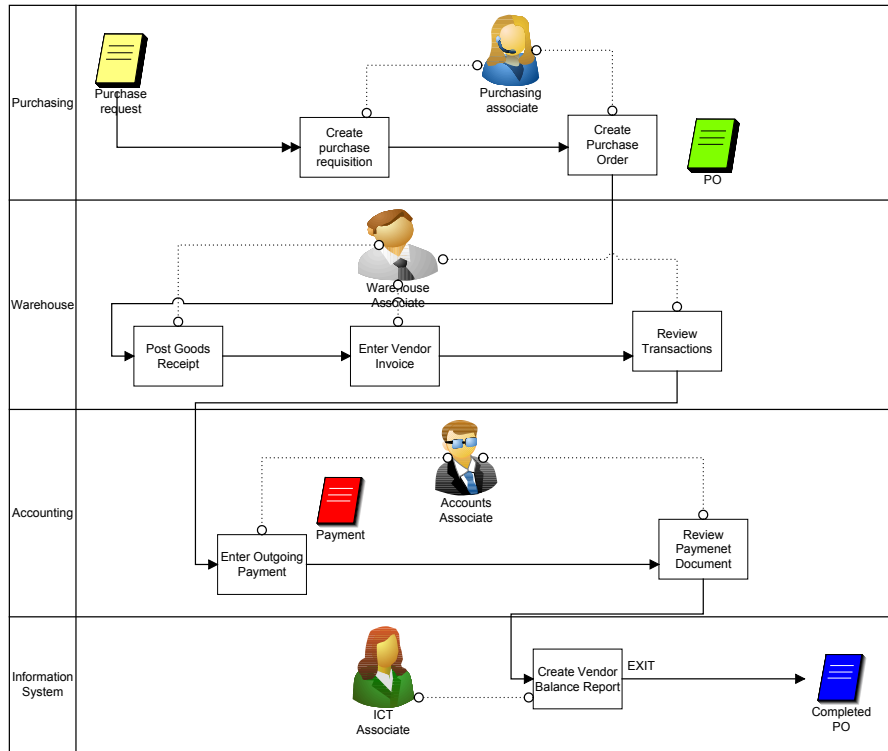 Purchasing
Purchase
request
Purchasing
associate
Create
purchase
requisition
Create
Purchase
Order
PO
Warehouse
Warehouse
Associate
Post Goods
Receipt
Enter Vendor
Invoice
Review
Transactions
Accounting
Accounts
Associate
Payment
Enter Outgoing
Payment
Review
Paymenet
Document
Information
System
ICT
Associate
Create Vendor
Balance Report
EXIT
Completed
PO